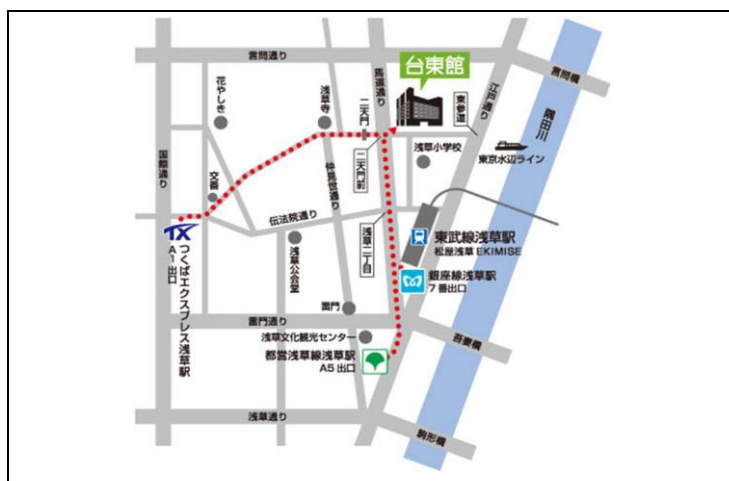 言問通り
台東館
花やしき
浅草寺
二天門
馬道通り
東参道
江戸通り
言問橋
隅田川
国際通り
交番
仲見世通り
二天門前
浅草小学校
東京水辺ライン
伝法院通り
TX
つくばエクスプレス浅草駅
A1出口
浅草公会堂
浅草二丁目
東武線浅草駅
松屋浅草 EKIMISE
銀座線浅草駅
7番出口
雷門
雷門通り
浅草文化観光センター
都営浅草線浅草駅
A5出口
吾妻橋
浅草通り
駒形橋